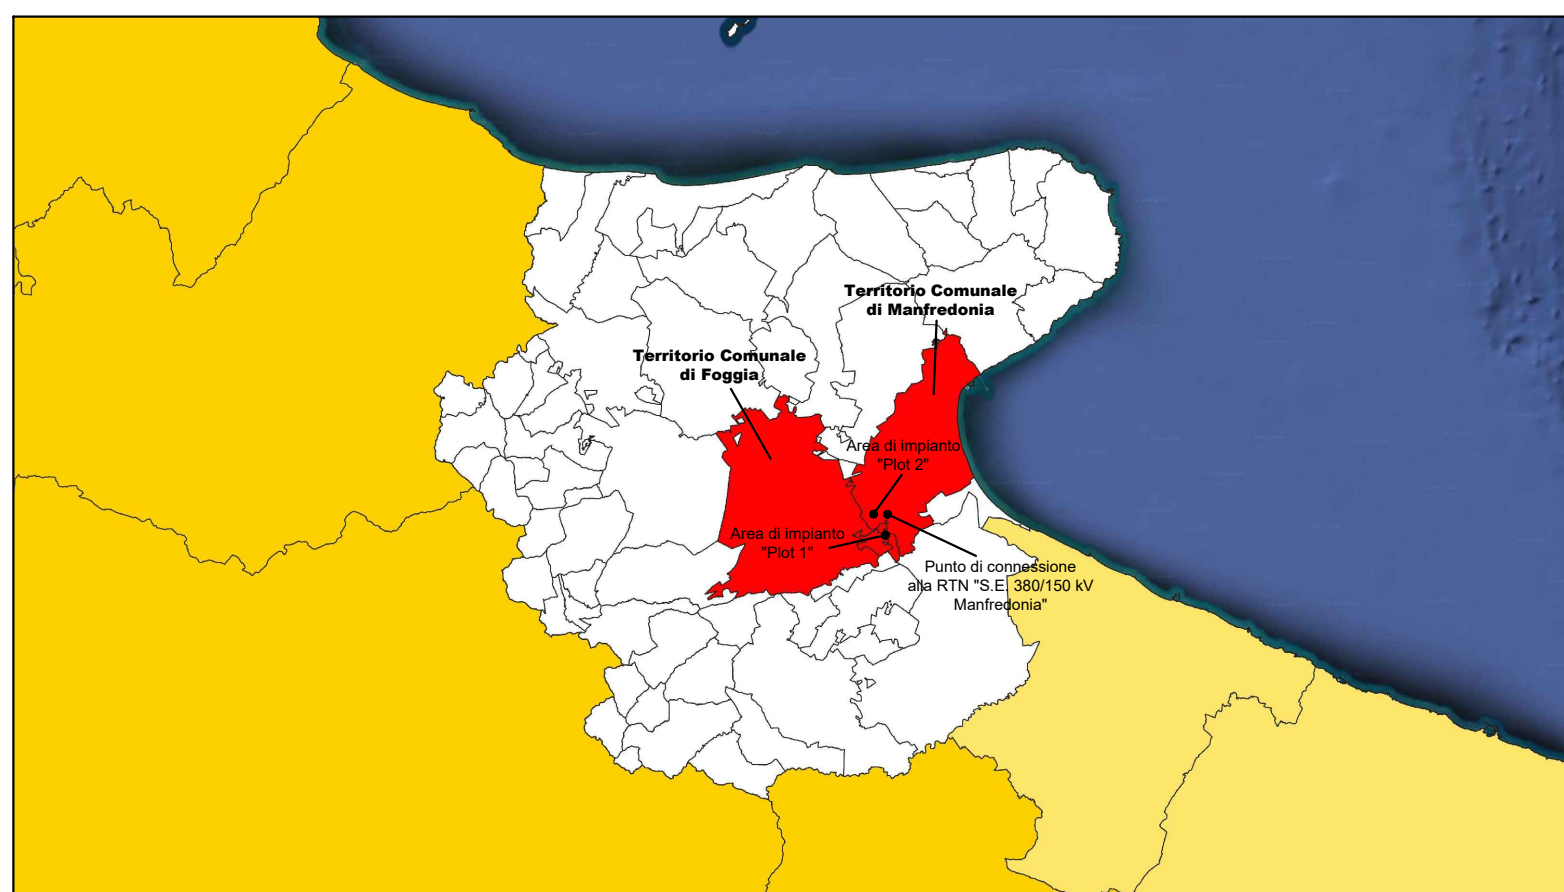 Territorio Comunale
di Manfredonia
Territorio Comunale
di Foggia
Area di impianto
"Plot 2"
Area di impianto
"Plot 1"
Punto di connessione
alla RTN "S.E. 380/150 kV
Manfredonia"